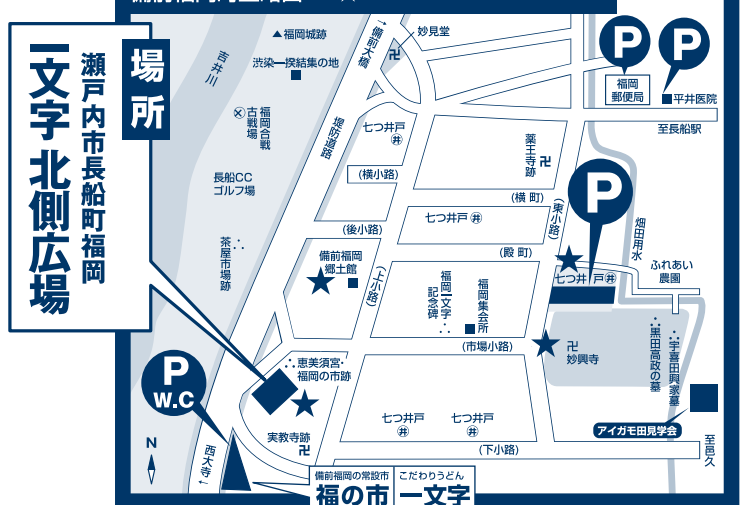 場所
瀬戸内市長船町福岡
一文字 北側広場
吉井川
▲福岡城跡
渋染一揆結集の地
福岡合戦
古戦場
長船CC
ゴルフ場
茶屋市場跡
→備前大橋
妙見堂
堤防道路
七つ井戸
井
(横小路)
(後小路)
備前福岡
郷土館
(上小路)
薬王寺跡
(横町)
七つ井戸 井
(殿町)
(東小路)
P
P
P
福岡
郵便局
平井医院
至長船駅
畑田用水
ふれあい
農園
七つ井戸 井
福岡一文字
記念碑
福岡集会所
(市場小路)
妙興寺
黒田高政の墓
宇喜田興家墓
アイガモ田見学会
至邑久
恵美須宮・
福岡の市跡
実教寺跡
七つ井戸
井
七つ井戸
井
(下小路)
P
W.C
N
西大寺←
備前福岡の常設市
福の市
こだわりうどん
一文字